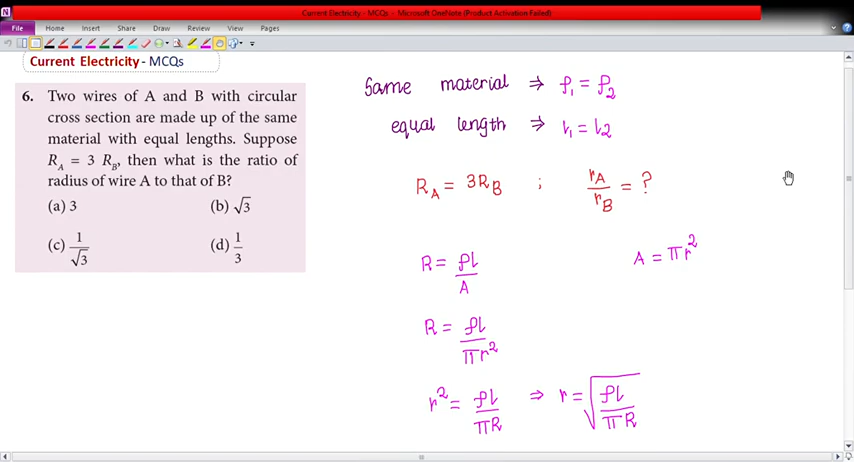 Current Electricity - MCQs - Microsoft OneNote (Product Activation Failed)
File Home Insert Share Draw Review View Pages
Current Electricity - MCQs
6. Two wires of A and B with circular
cross section are made up of the same
material with equal lengths. Suppose
R_A = 3 R_B, then what is the ratio of
radius of wire A to that of B?
(a) 3 (b) √3
(c) 1/√3 (d) 1/3
Same material ⇒ ρ₁ = ρ₂
equal length ⇒ l₁ = l₂
R_A = 3R_B ; r_A/r_B = ?
R = ρl/A A = πr²
R = ρl/πr²
r² = ρl/πR ⇒ r = √(ρl/πR)